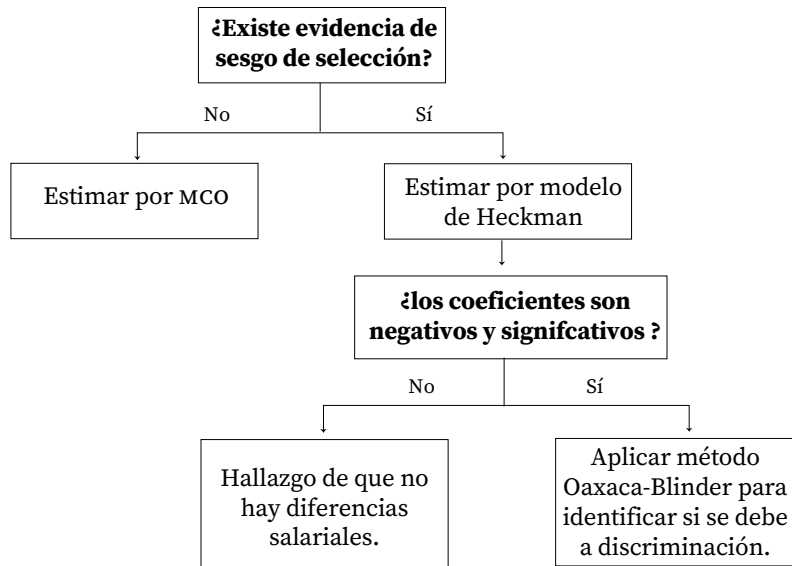 ¿Existe evidencia de
sesgo de selección?
No
Sí
Estimar por MCO
Estimar por modelo
de Heckman
¿los coeficientes son
negativos y signifcativos ?
No
Sí
Hallazgo de que no
hay diferencias
salariales.
Aplicar método
Oaxaca-Blinder para
identificar si se debe
a discriminación.